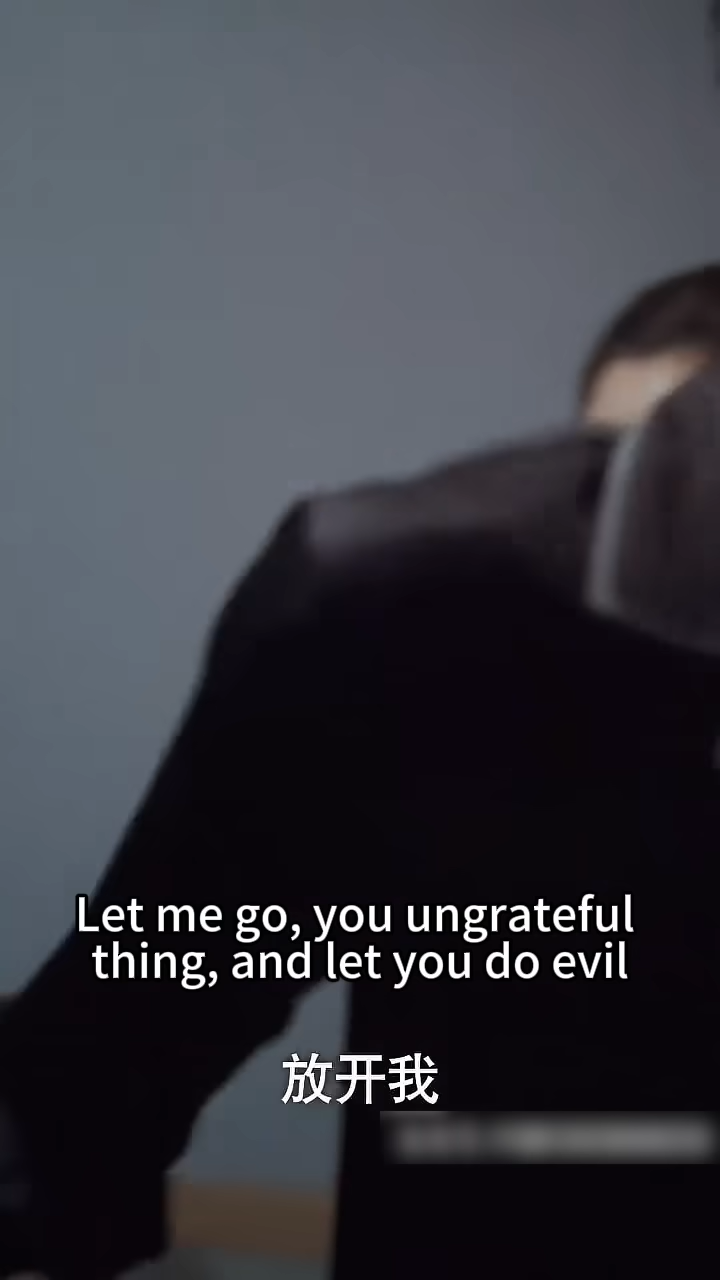 Let me go, you ungrateful
thing, and let you do evil
放开我